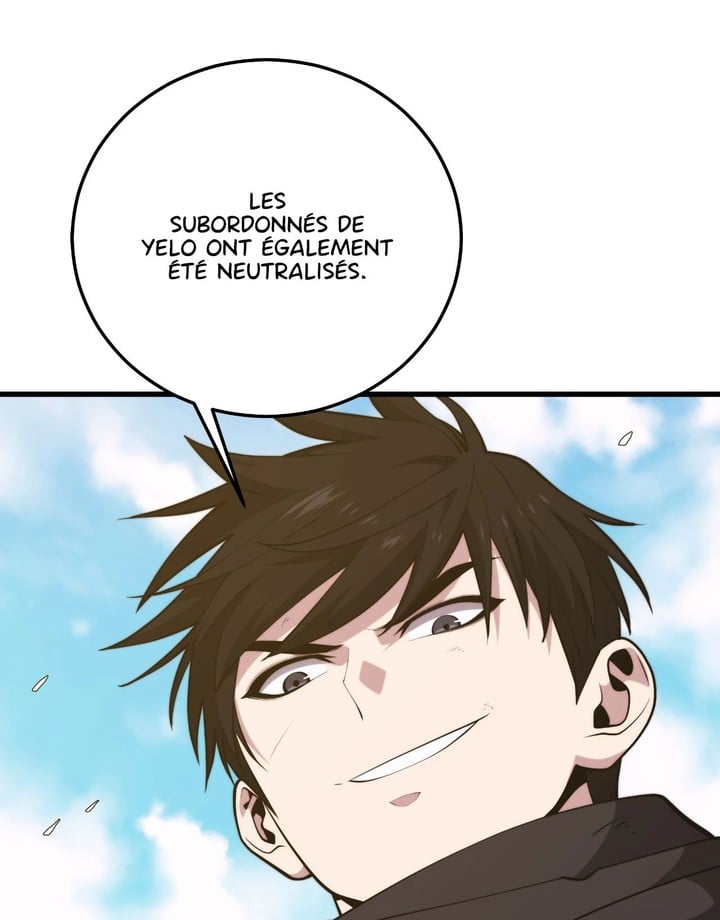 LES
SUBORDONNÉS DE
YELO ONT ÉGALEMENT
ÉTÉ NEUTRALISÉS.